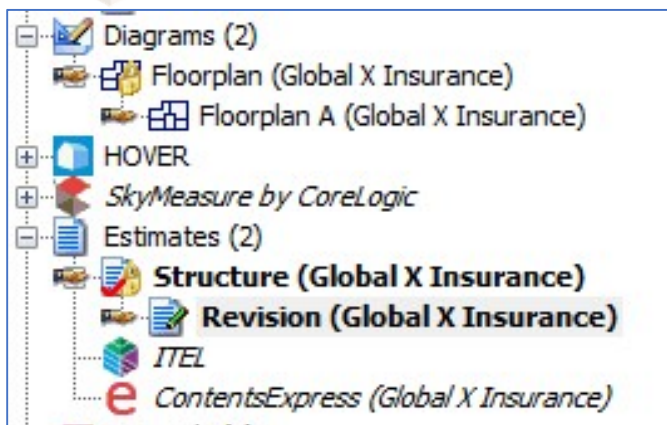 Diagrams (2)
Floorplan (Global X Insurance)
Floorplan A (Global X Insurance)
HOVER
SkyMeasure by CoreLogic
Estimates (2)
Structure (Global X Insurance)
Revision (Global X Insurance)
ITEL
e ContentsExpress (Global X Insurance)